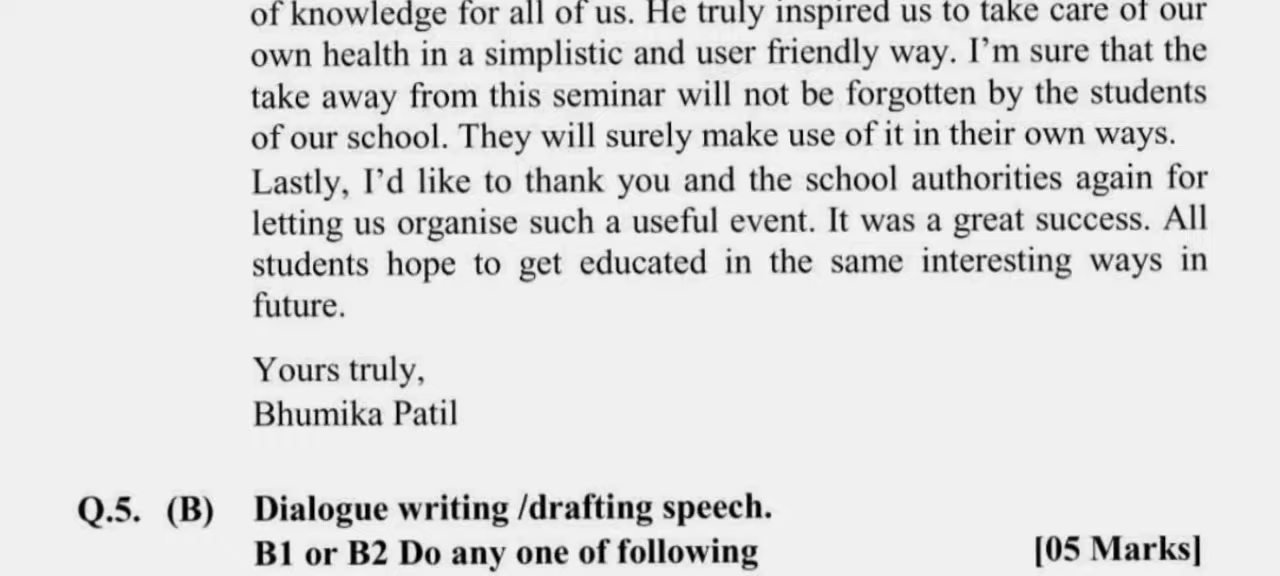 of knowledge for all of us. He truly inspired us to take care of our
own health in a simplistic and user friendly way. I’m sure that the
take away from this seminar will not be forgotten by the students
of our school. They will surely make use of it in their own ways.
Lastly, I’d like to thank you and the school authorities again for
letting us organise such a useful event. It was a great success. All
students hope to get educated in the same interesting ways in
future.
Yours truly,
Bhumika Patil
Q.5. (B) Dialogue writing /drafting speech.
B1 or B2 Do any one of following [05 Marks]